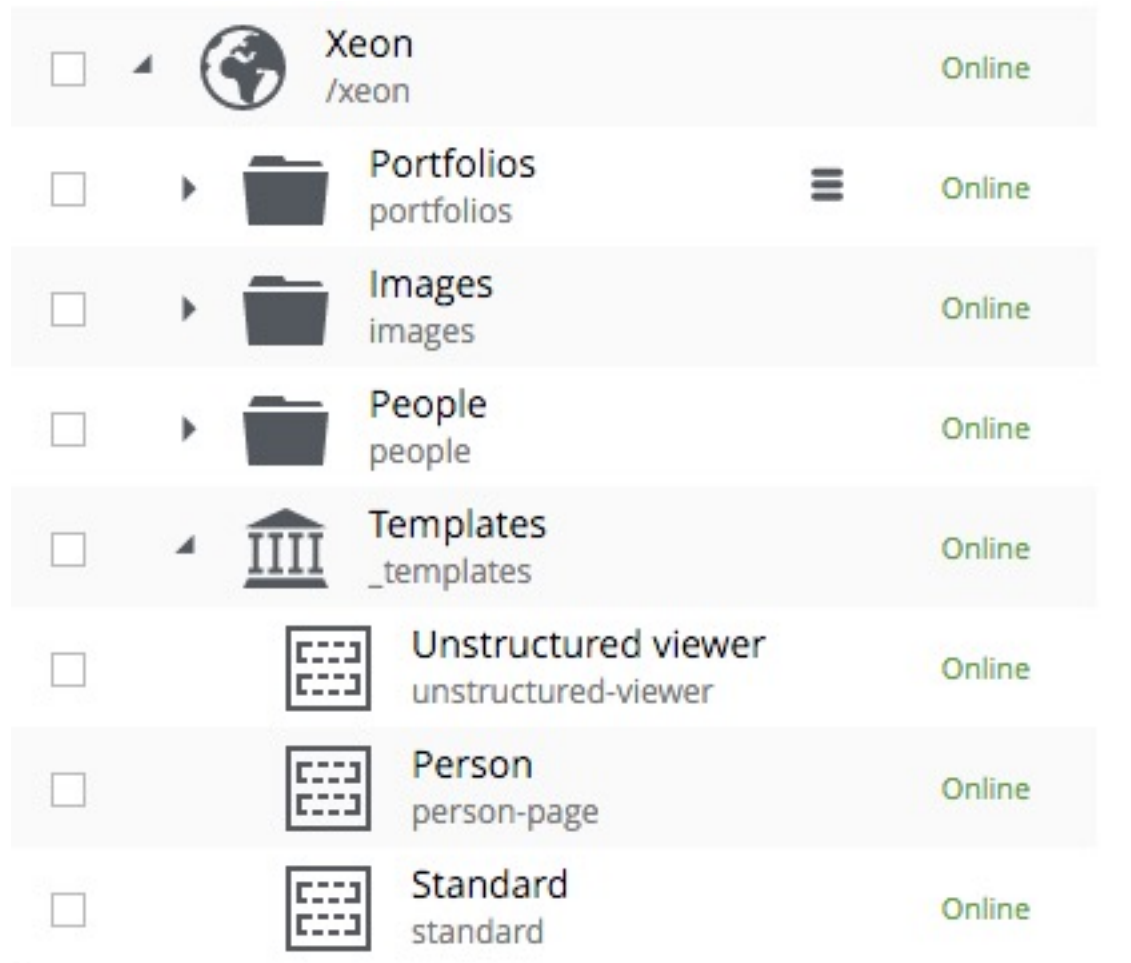 Xeon
/xeon
Online
Portfolios
portfolios
Online
Images
images
Online
People
people
Online
Templates
_templates
Online
Unstructured viewer
unstructured-viewer
Online
Person
person-page
Online
Standard
standard
Online